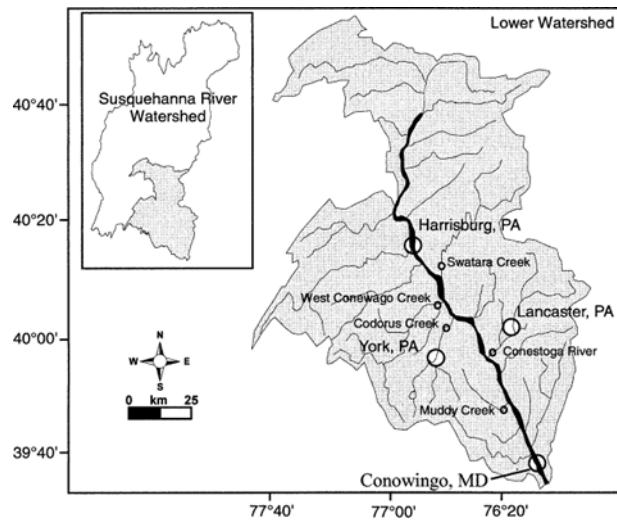 Lower Watershed
Susquehanna River
Watershed
40°40'
40°20'
40°00'
39°40'
Harrisburg, PA
Swatara Creek
West Conewago Creek
Lancaster, PA
Codorus Creek
York, PA
Conestoga River
Muddy Creek
Conowingo, MD
N
W E
S
0 km 25
77°40'
77°00'
76°20'